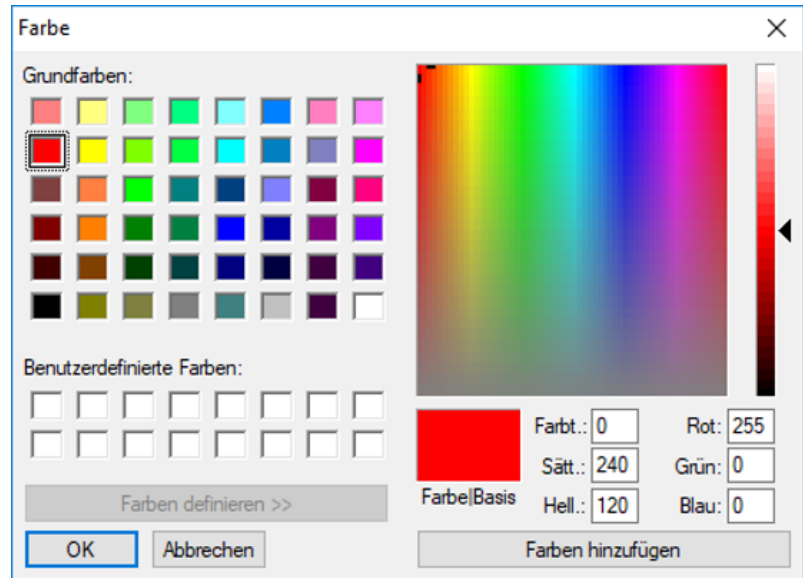 Farbe
Grundfarben:
Benutzerdefinierte Farben:
Farben definieren >>
OK Abbrechen
Farbe|Basis
Farbt.: 0 Rot: 255
Sätt.: 240 Grün: 0
Hell.: 120 Blau: 0
Farben hinzufügen